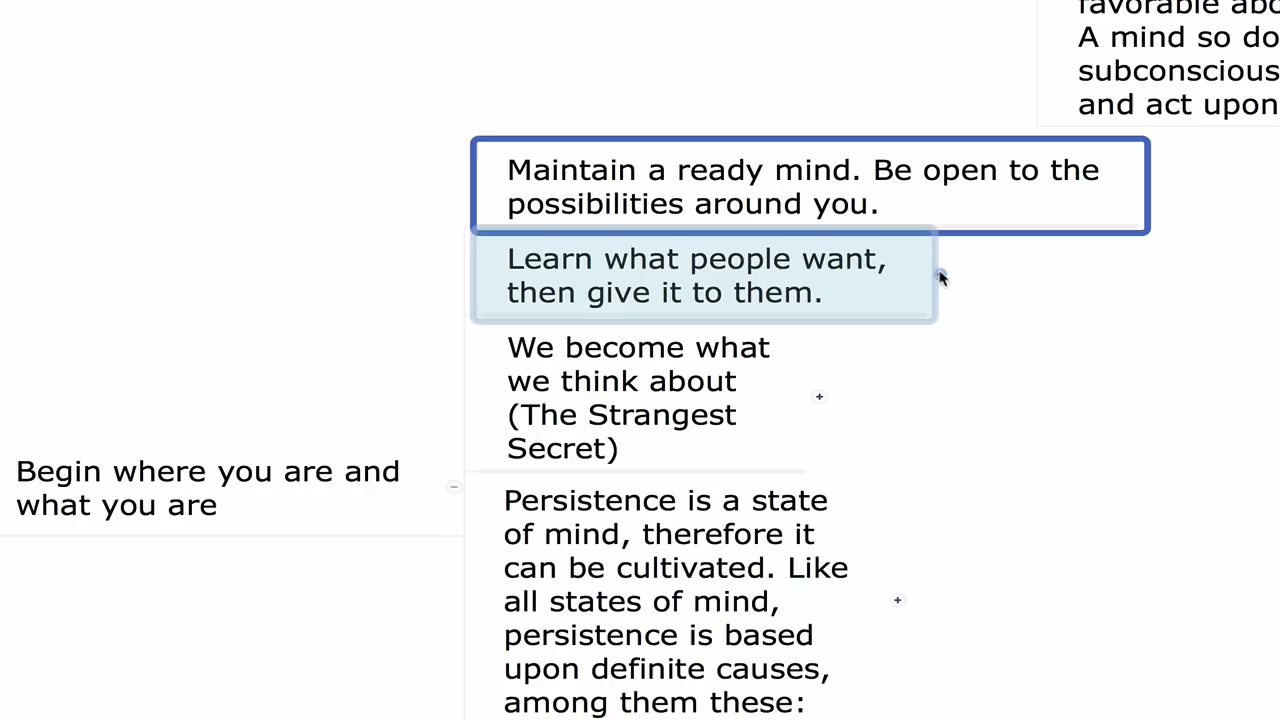 favorable
A mind so
subconscious
and act upon
Maintain a ready mind. Be open to the
possibilities around you.
Learn what people want,
then give it to them.
We become what
we think about
(The Strangest
Secret)
Begin where you are and
what you are
Persistence is a state
of mind, therefore it
can be cultivated. Like
all states of mind,
persistence is based
upon definite causes,
among them these: